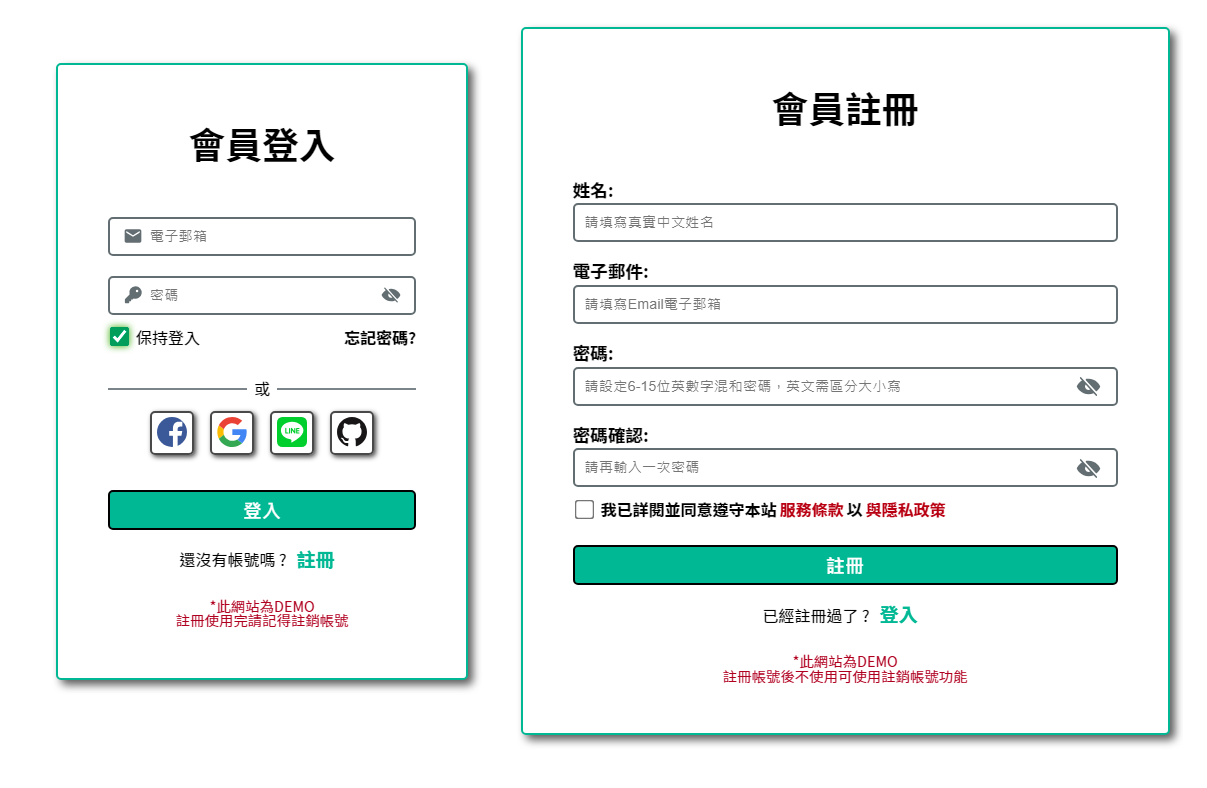 會員登入
電子郵箱
密碼
保持登入 忘記密碼?
或
LINE
登入
還沒有帳號嗎? 註冊
*此網站為DEMO
註冊使用完請記得註銷帳號
會員註冊
姓名:
請填寫真實中文姓名
電子郵件:
請填寫Email電子郵箱
密碼:
請設定6-15位英數字混和密碼，英文需區分大小寫
密碼確認:
請再輸入一次密碼
我已詳閱並同意遵守本站 服務條款 以 與隱私政策
註冊
已經註冊過了? 登入
*此網站為DEMO
註冊帳號後不使用可使用註銷帳號功能